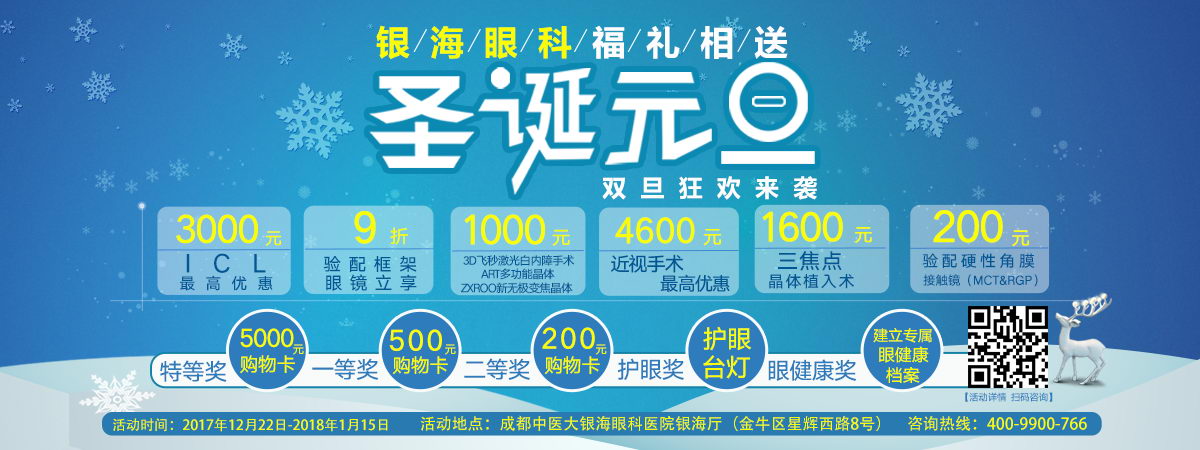 银/海/眼/科/福/礼/相/送
圣诞元旦
双旦狂欢来袭
3000元
ICL
最高优惠
9折
验配框架
眼镜立享
1000元
3D飞秒激光白内障手术
ART多功能晶体
ZXROO新无极变焦晶体
4600元
近视手术
最高优惠
1600元
三焦点
晶体植入术
200元
验配硬性角膜
接触镜（MCT&RGP）
特等奖
5000元
购物卡
一等奖
500元
购物卡
二等奖
200元
购物卡
护眼奖
护眼
台灯
眼健康奖
建立专属
眼健康
档案
【活动详情 扫码咨询】
活动时间：2017年12月22日-2018年1月15日 活动地点：成都中医大银海眼科医院银海厅（金牛区星辉西路8号） 咨询热线：400-9900-766